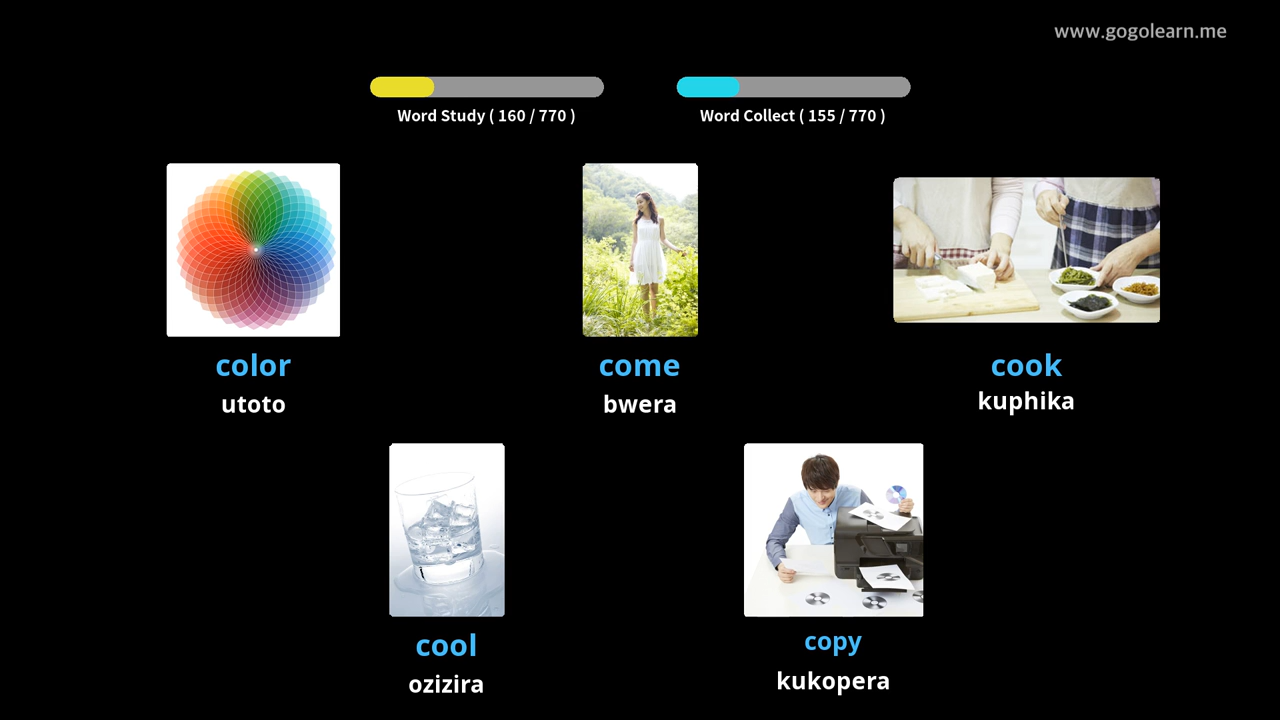 www.gogolearn.me
Word Study ( 160 / 770 )
Word Collect ( 155 / 770 )
color
utoto
come
bwera
cook
kuphika
cool
ozizira
copy
kukopera